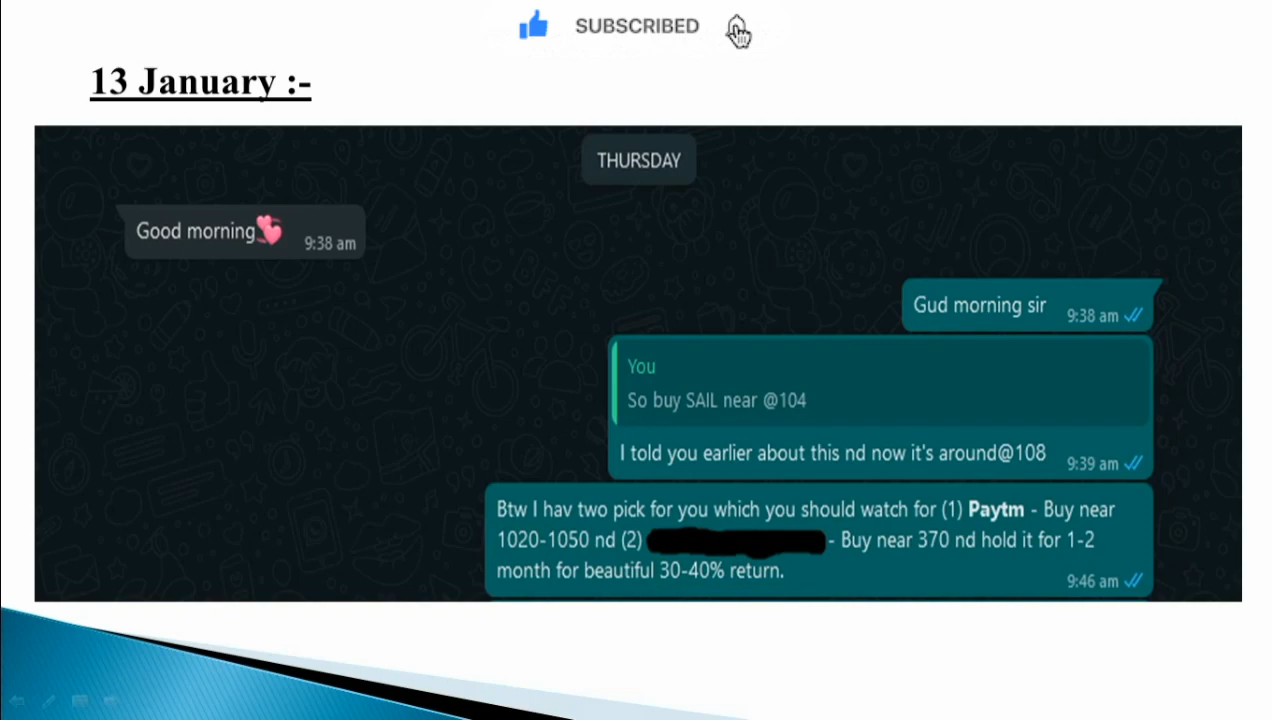 SUBSCRIBED
13 January :-
THURSDAY
Good morning💞 9:38 am
Gud morning sir 9:38 am
You
So buy SAIL near @104
I told you earlier about this nd now it's around@108 9:39 am
Btw I hav two pick for you which you should watch for (1) Paytm - Buy near
1020-1050 nd (2) - Buy near 370 nd hold it for 1-2
month for beautiful 30-40% return. 9:46 am